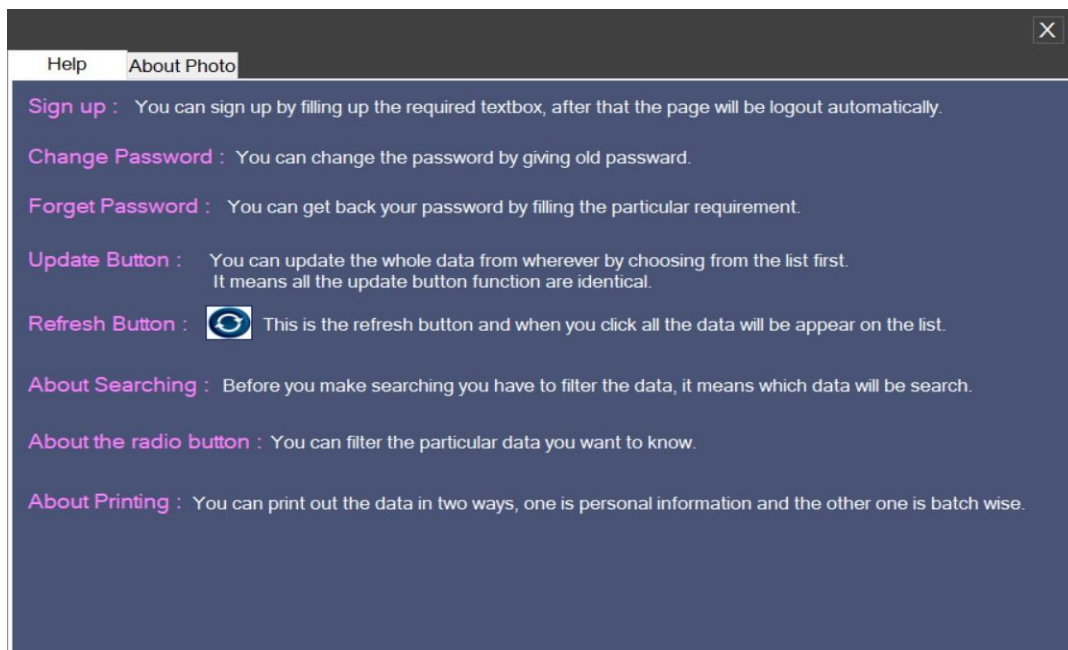 X
Help About Photo
Sign up : You can sign up by filling up the required textbox, after that the page will be logout automatically.
Change Password : You can change the password by giving old passward.
Forget Password : You can get back your password by filling the particular requirement.
Update Button : You can update the whole data from wherever by choosing from the list first.
It means all the update button function are identical.
Refresh Button : This is the refresh button and when you click all the data will be appear on the list.
About Searching : Before you make searching you have to filter the data, it means which data will be search.
About the radio button : You can filter the particular data you want to know.
About Printing : You can print out the data in two ways, one is personal information and the other one is batch wise.